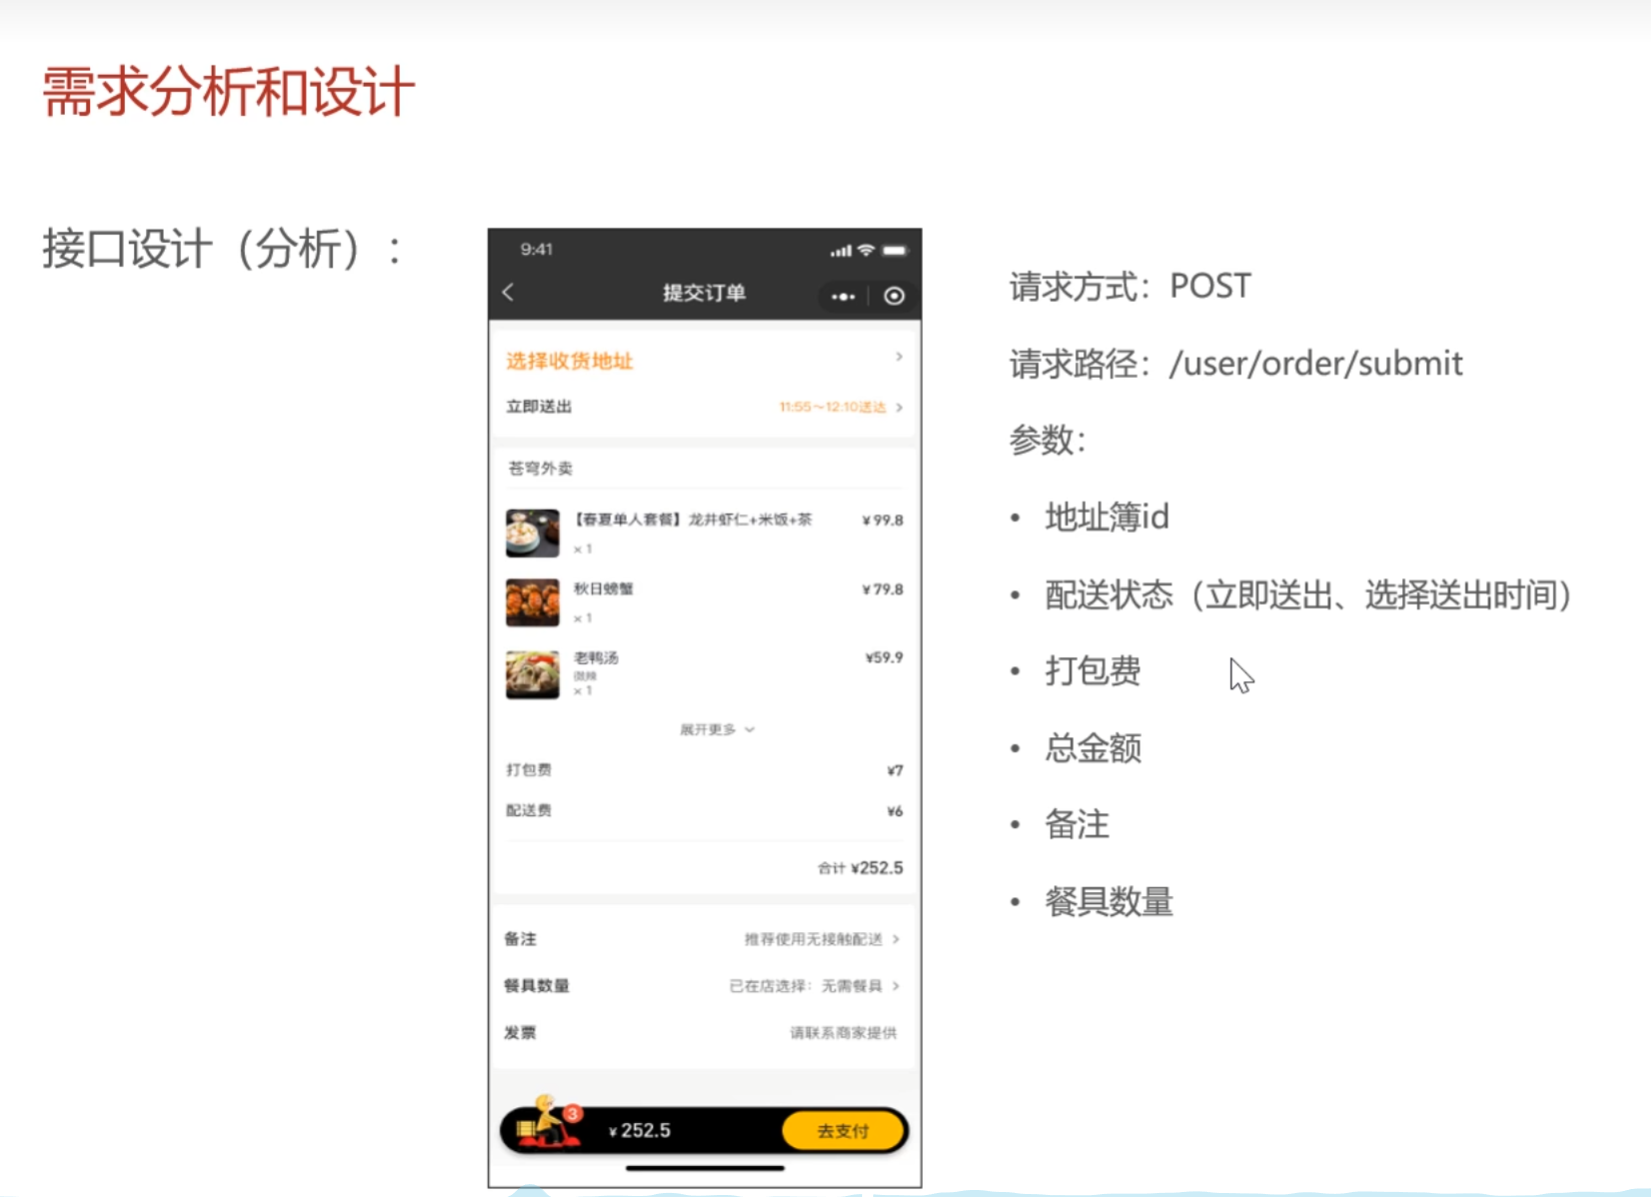 需求分析和设计
接口设计（分析）：
9:41
提交订单
选择收货地址
立即送出 11:55～12:10送达
苍穹外卖
【春夏单人套餐】龙井虾仁+米饭+茶 ¥99.8
×1
秋日螃蟹 ¥79.8
×1
老鸭汤 ¥59.9
微辣
×1
展开更多
打包费 ¥7
配送费 ¥6
合计 ¥252.5
备注 推荐使用无接触配送
餐具数量 已在店选择：无需餐具
发票 请联系商家提供
3
¥252.5 去支付
请求方式：POST
请求路径：/user/order/submit
参数：
• 地址簿id
• 配送状态（立即送出、选择送出时间）
• 打包费
• 总金额
• 备注
• 餐具数量